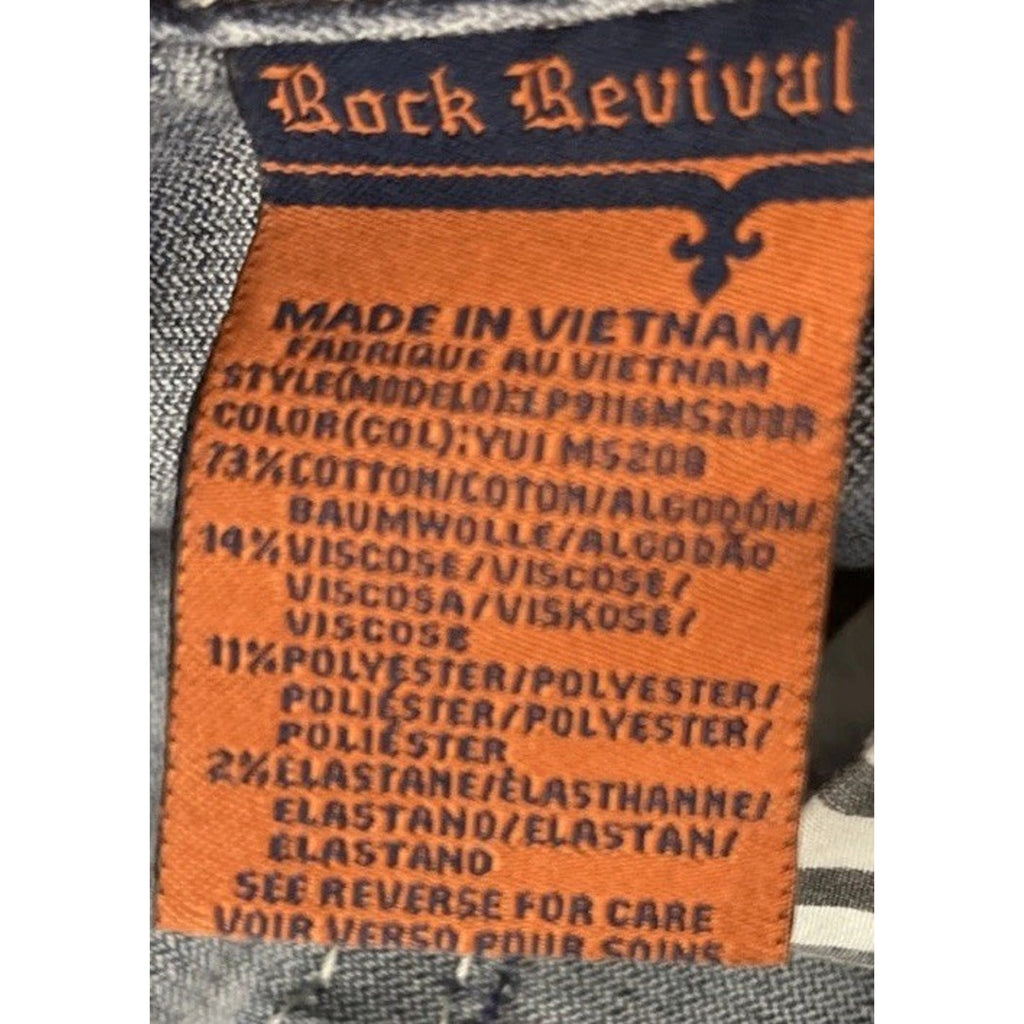 Rock Revival
MADE IN VIETNAM
FABRIQUE AU VIETNAM
STYLE(MODELO):LP9116MS208R
COLOR(COL):YUI MS208
73%COTTON/COTON/ALGODÓN/
BAUMWOLLE/ALGODÃO
14%VISCOSE/VISCOSE/
VISCOSA/VISKOSE/
VISCOSE
11%POLYESTER/POLYESTER/
POLIÉSTER/POLYESTER/
POLIÉSTER
2%ELASTANE/ÉLASTHANNE/
ELASTANO/ELASTAN/
ELASTANO
SEE REVERSE FOR CARE
VOIR VERSO POUR SOINS